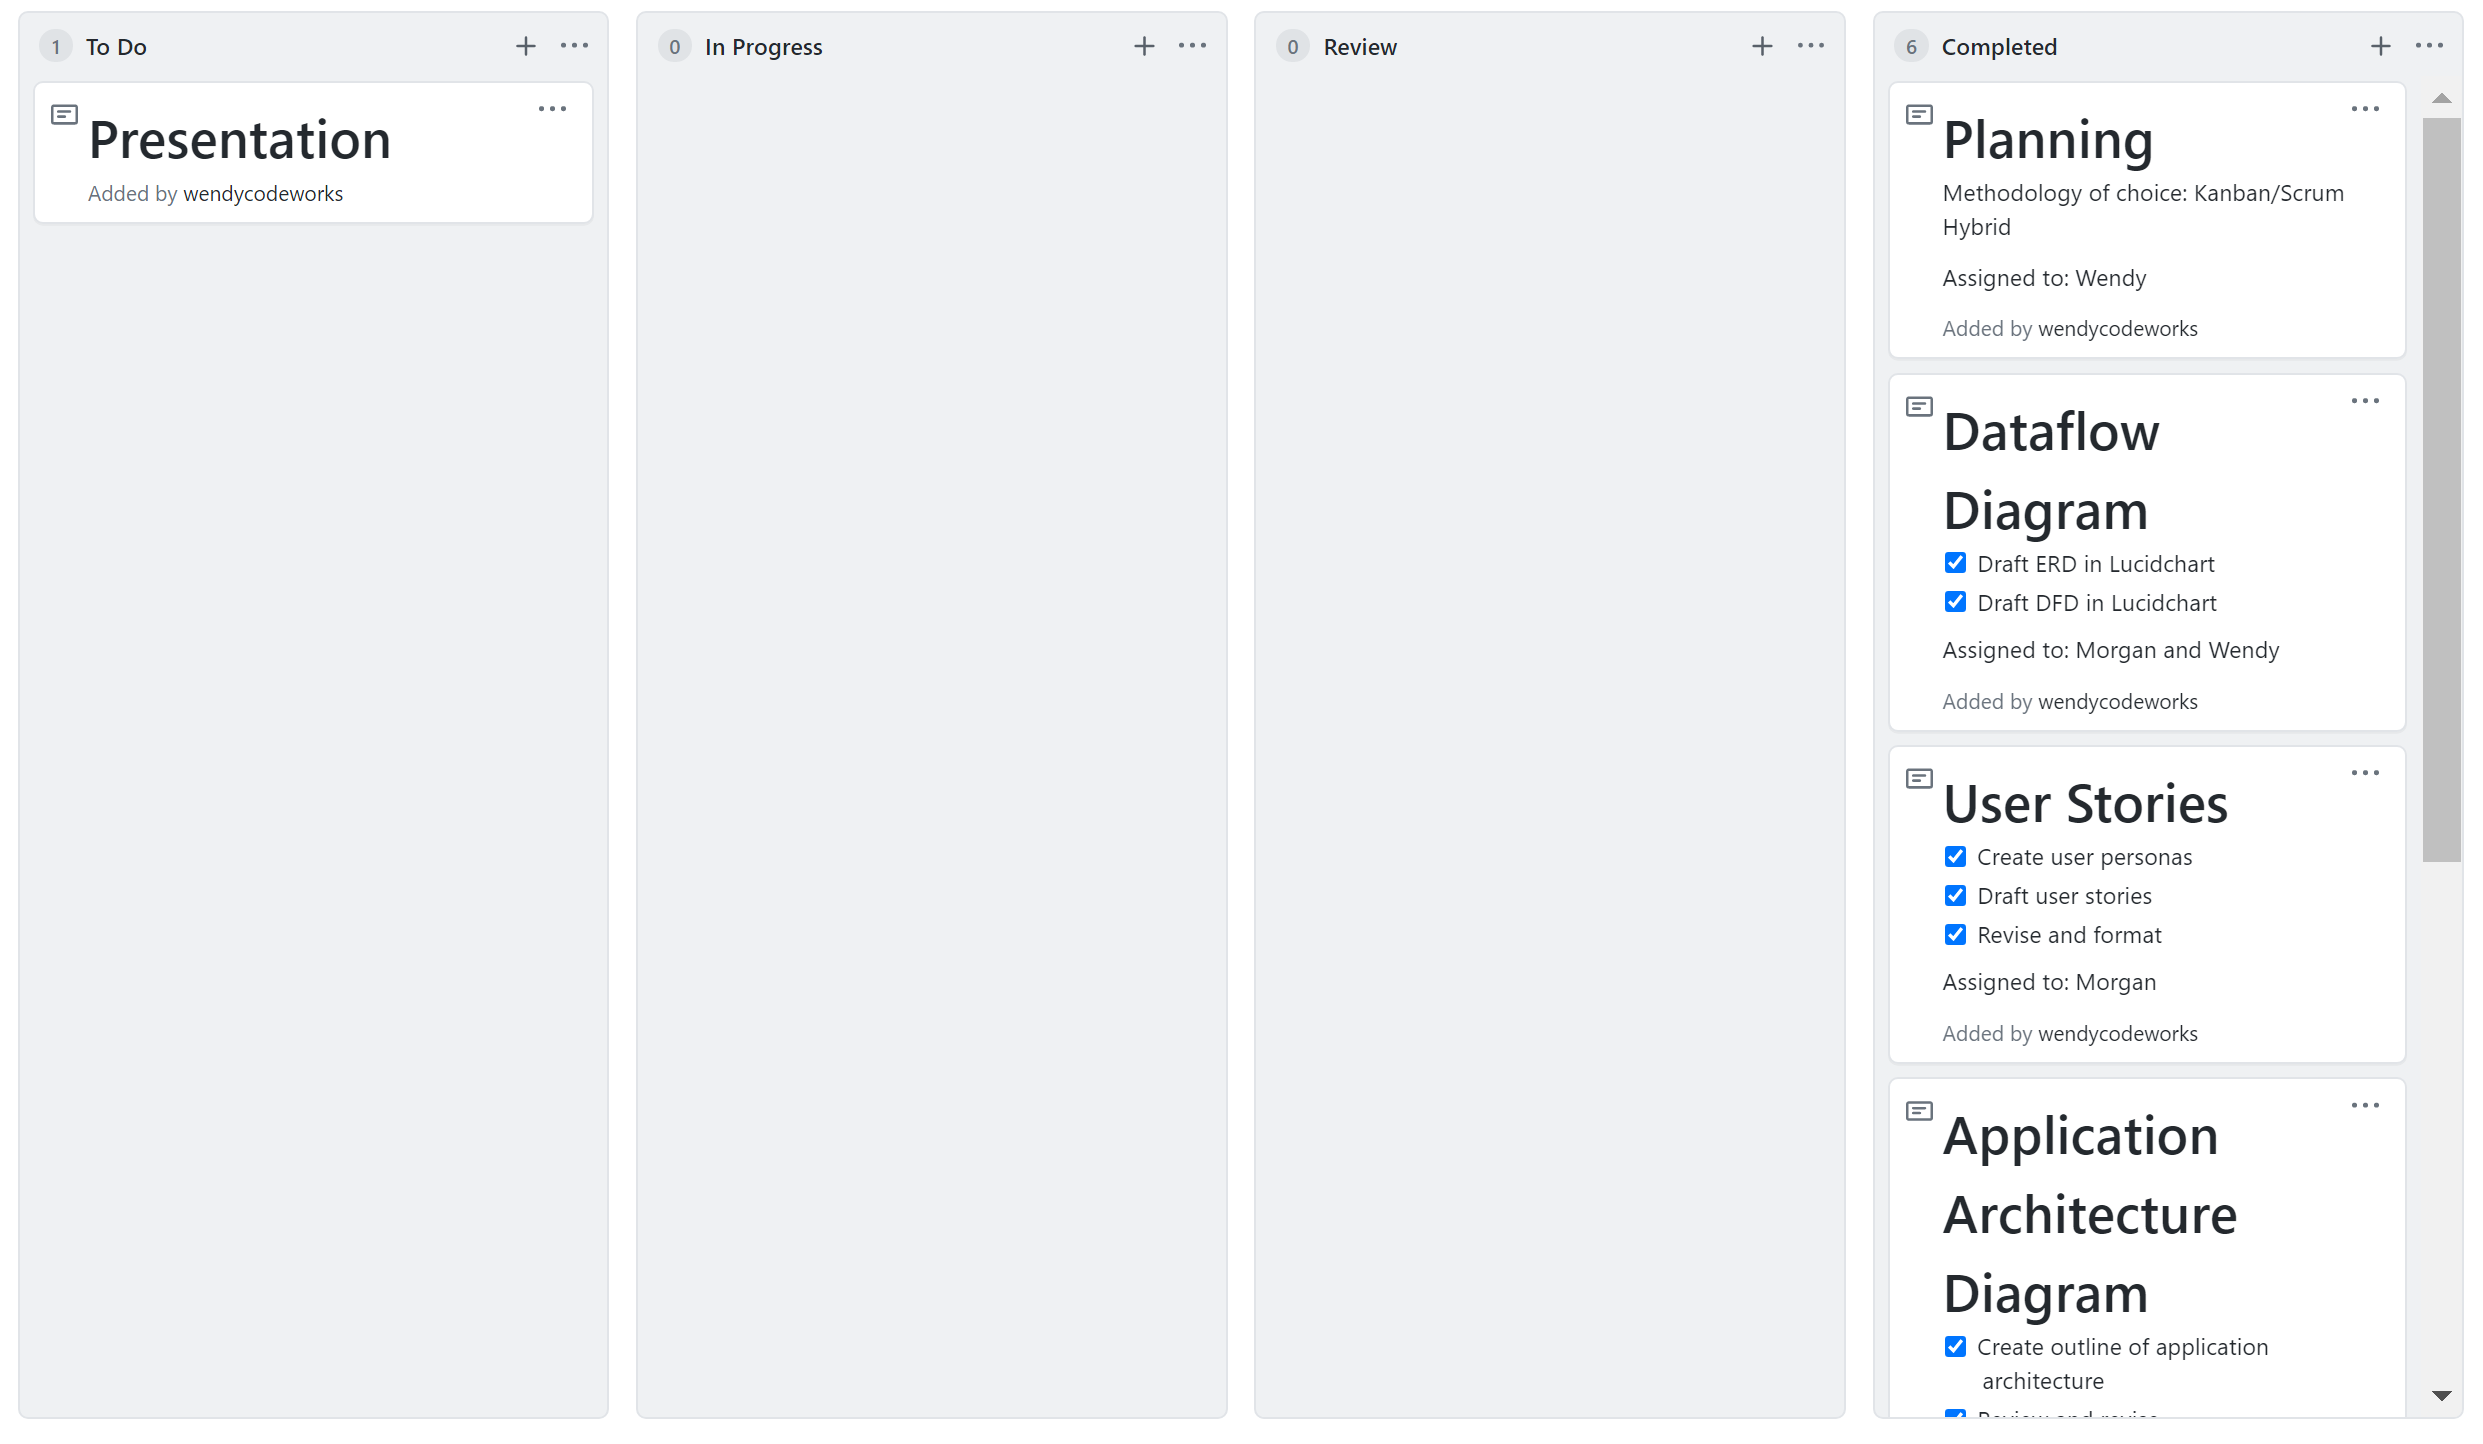 1 To Do
Presentation
Added by wendycodeworks
0 In Progress
0 Review
6 Completed
Planning
Methodology of choice: Kanban/Scrum
Hybrid
Assigned to: Wendy
Added by wendycodeworks
Dataflow
Diagram
Draft ERD in Lucidchart
Draft DFD in Lucidchart
Assigned to: Morgan and Wendy
Added by wendycodeworks
User Stories
Create user personas
Draft user stories
Revise and format
Assigned to: Morgan
Added by wendycodeworks
Application
Architecture
Diagram
Create outline of application
architecture
Review and revise